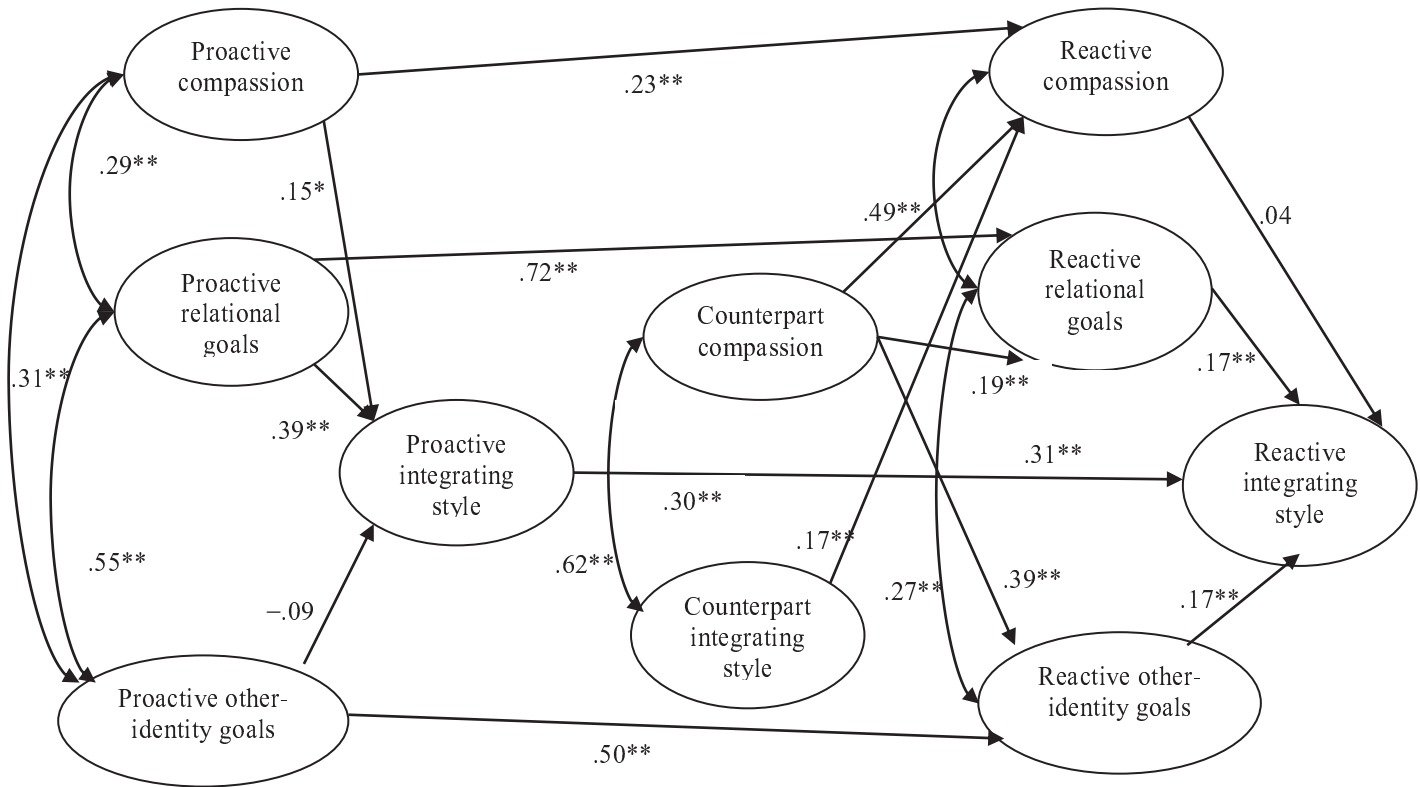 Proactive
compassion
Reactive
compassion
.23**
.29**
.15*
.49**
.04
Proactive
relational
goals
.72**
Reactive
relational
goals
Counterpart
compassion
.31**
.19**
.17**
.39**
Proactive
integrating
style
.31**
Reactive
integrating
style
.30**
.55**
.62**
.17**
.27**
.39**
.17**
−.09
Counterpart
integrating
style
Proactive other-
identity goals
Reactive other-
identity goals
.50**